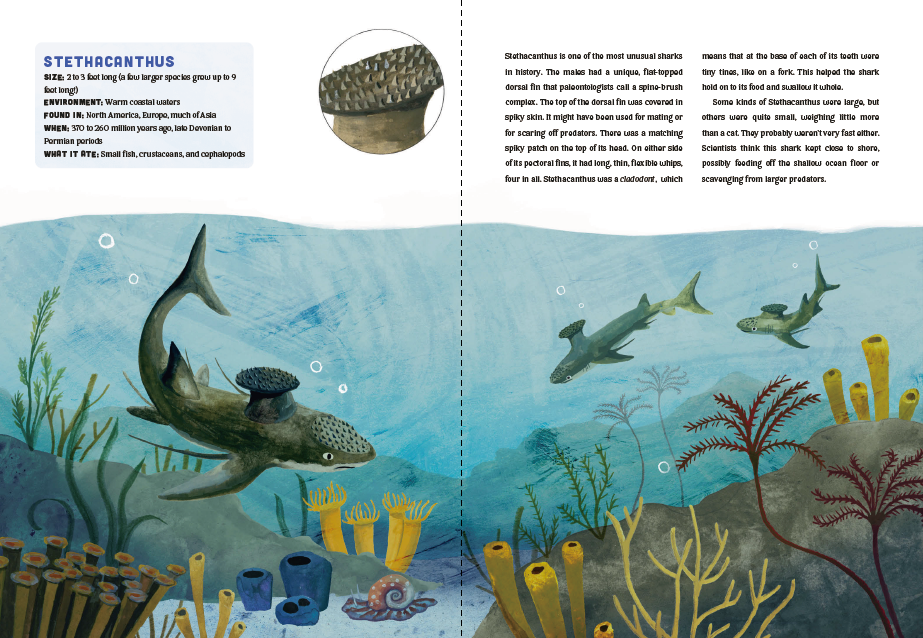 STETHACANTHUS
SIZE: 2 to 3 feet long (a few larger species grew up to 9
feet long!)
ENVIRONMENT: Warm coastal waters
FOUND IN: North America, Europe, much of Asia
WHEN: 370 to 260 million years ago, late Devonian to
Permian periods
WHAT IT ATE: Small fish, crustaceans, and cephalopods
Stethacanthus is one of the most unusual sharks
in history. The males had a unique, flat-topped
dorsal fin that paleontologists call a spine-brush
complex. The top of the dorsal fin was covered in
spiky skin. It might have been used for mating or
for scaring off predators. There was a matching
spiky patch on the top of its head. On either side
of its pectoral fins, it had long, thin, flexible whips,
four in all. Stethacanthus was a cladodont, which
means that at the base of each of its teeth were
tiny tines, like on a fork. This helped the shark
hold on to its food and swallow it whole.
Some kinds of Stethacanthus were large, but
others were quite small, weighing little more
than a cat. They probably weren't very fast either.
Scientists think this shark kept close to shore,
possibly feeding off the shallow ocean floor or
scavenging from larger predators.